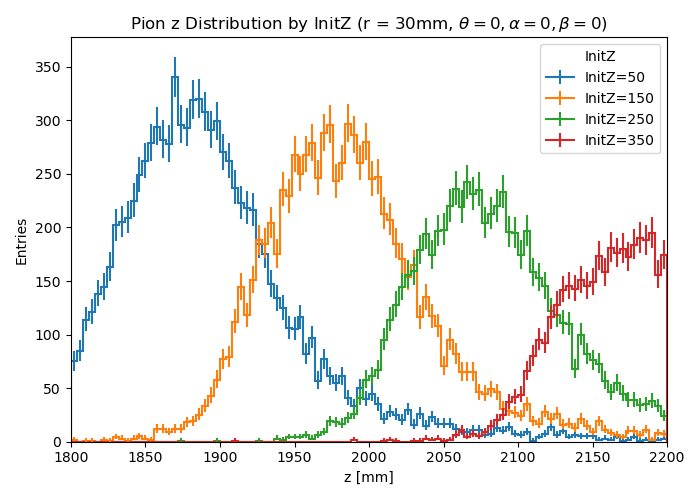 Pion z Distribution by InitZ (r = 30mm, θ = 0, α = 0, β = 0)
InitZ
InitZ=50
InitZ=150
InitZ=250
InitZ=350
Entries
350
300
250
200
150
100
50
0
1800 1850 1900 1950 2000 2050 2100 2150 2200
z [mm]